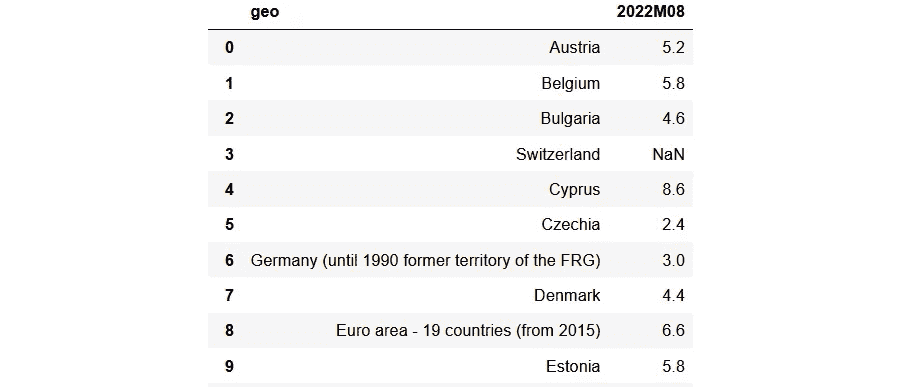 geo 2022M08
0 Austria 5.2
1 Belgium 5.8
2 Bulgaria 4.6
3 Switzerland NaN
4 Cyprus 8.6
5 Czechia 2.4
6 Germany (until 1990 former territory of the FRG) 3.0
7 Denmark 4.4
8 Euro area - 19 countries (from 2015) 6.6
9 Estonia 5.8